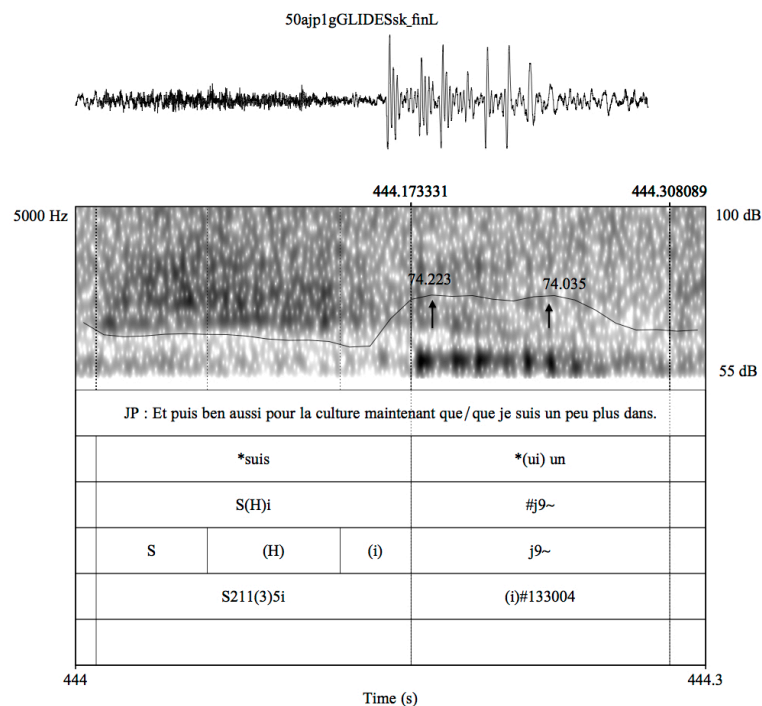 50ajp1gGLIDESsk_finL
444.173331 444.308089
5000 Hz 100 dB
74.223 74.035
55 dB
JP : Et puis ben aussi pour la culture maintenant que/que je suis un peu plus dans.
*suis *(ui) un
S(H)i #j9~
S (H) (i) j9~
S211(3)5i (i)#133004
444 444.3
Time (s)